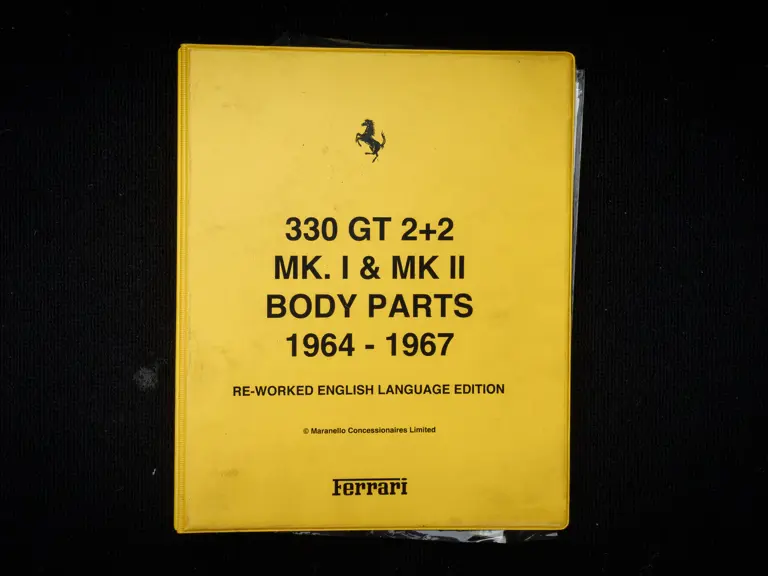 330 GT 2+2
MK. I & MK II
BODY PARTS
1964 - 1967
RE-WORKED ENGLISH LANGUAGE EDITION
© Maranello Concessionaires Limited
Ferrari